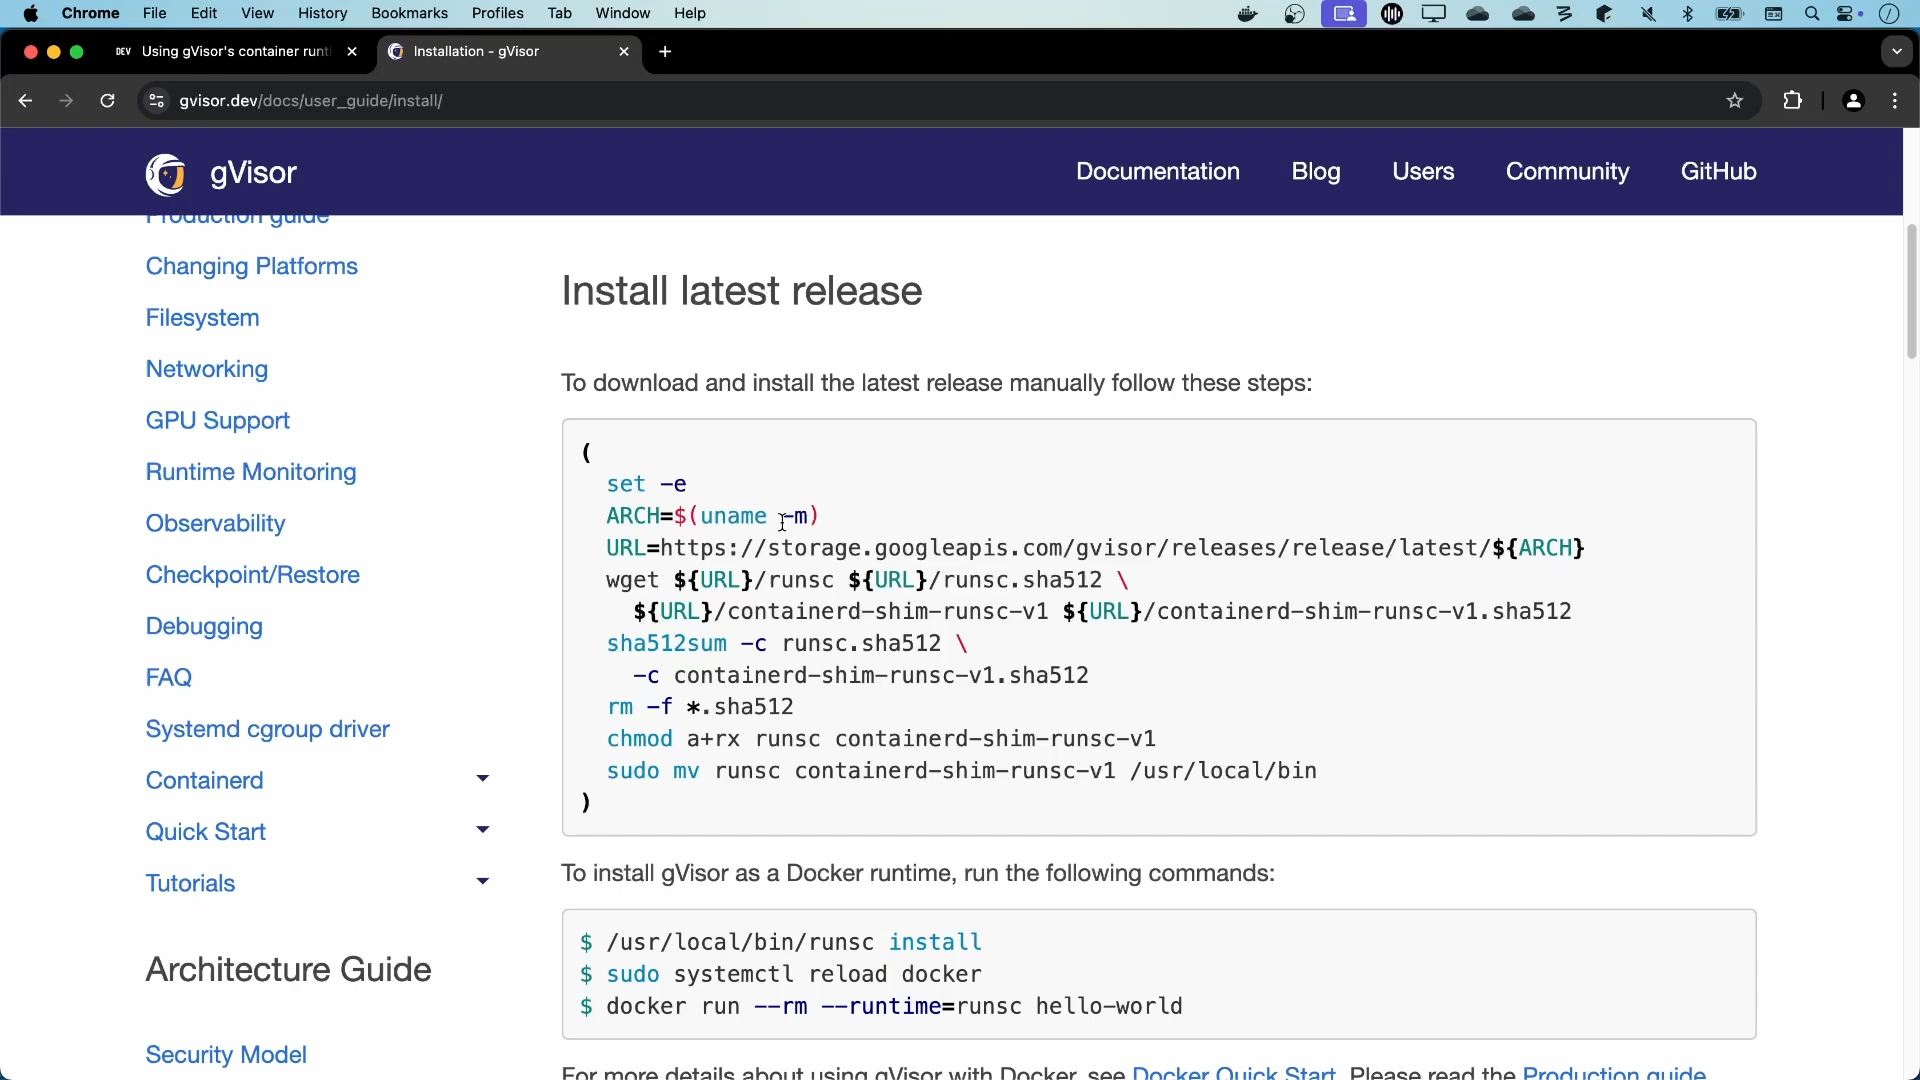 Chrome File Edit View History Bookmarks Profiles Tab Window Help
DEV Using gVisor's container runti
Installation - gVisor
gvisor.dev/docs/user_guide/install/
gVisor
Documentation Blog Users Community GitHub
Production guide
Changing Platforms
Filesystem
Networking
GPU Support
Runtime Monitoring
Observability
Checkpoint/Restore
Debugging
FAQ
Systemd cgroup driver
Containerd
Quick Start
Tutorials
Architecture Guide
Security Model
Install latest release
To download and install the latest release manually follow these steps:
(
  set -e
  ARCH=$(uname -m)
  URL=https://storage.googleapis.com/gvisor/releases/release/latest/${ARCH}
  wget ${URL}/runsc ${URL}/runsc.sha512 \
    ${URL}/containerd-shim-runsc-v1 ${URL}/containerd-shim-runsc-v1.sha512
  sha512sum -c runsc.sha512 \
    -c containerd-shim-runsc-v1.sha512
  rm -f *.sha512
  chmod a+rx runsc containerd-shim-runsc-v1
  sudo mv runsc containerd-shim-runsc-v1 /usr/local/bin
)
To install gVisor as a Docker runtime, run the following commands:
$ /usr/local/bin/runsc install
$ sudo systemctl reload docker
$ docker run --rm --runtime=runsc hello-world
For more details about using gVisor with Docker, see Docker Quick Start. Please read the Production guide